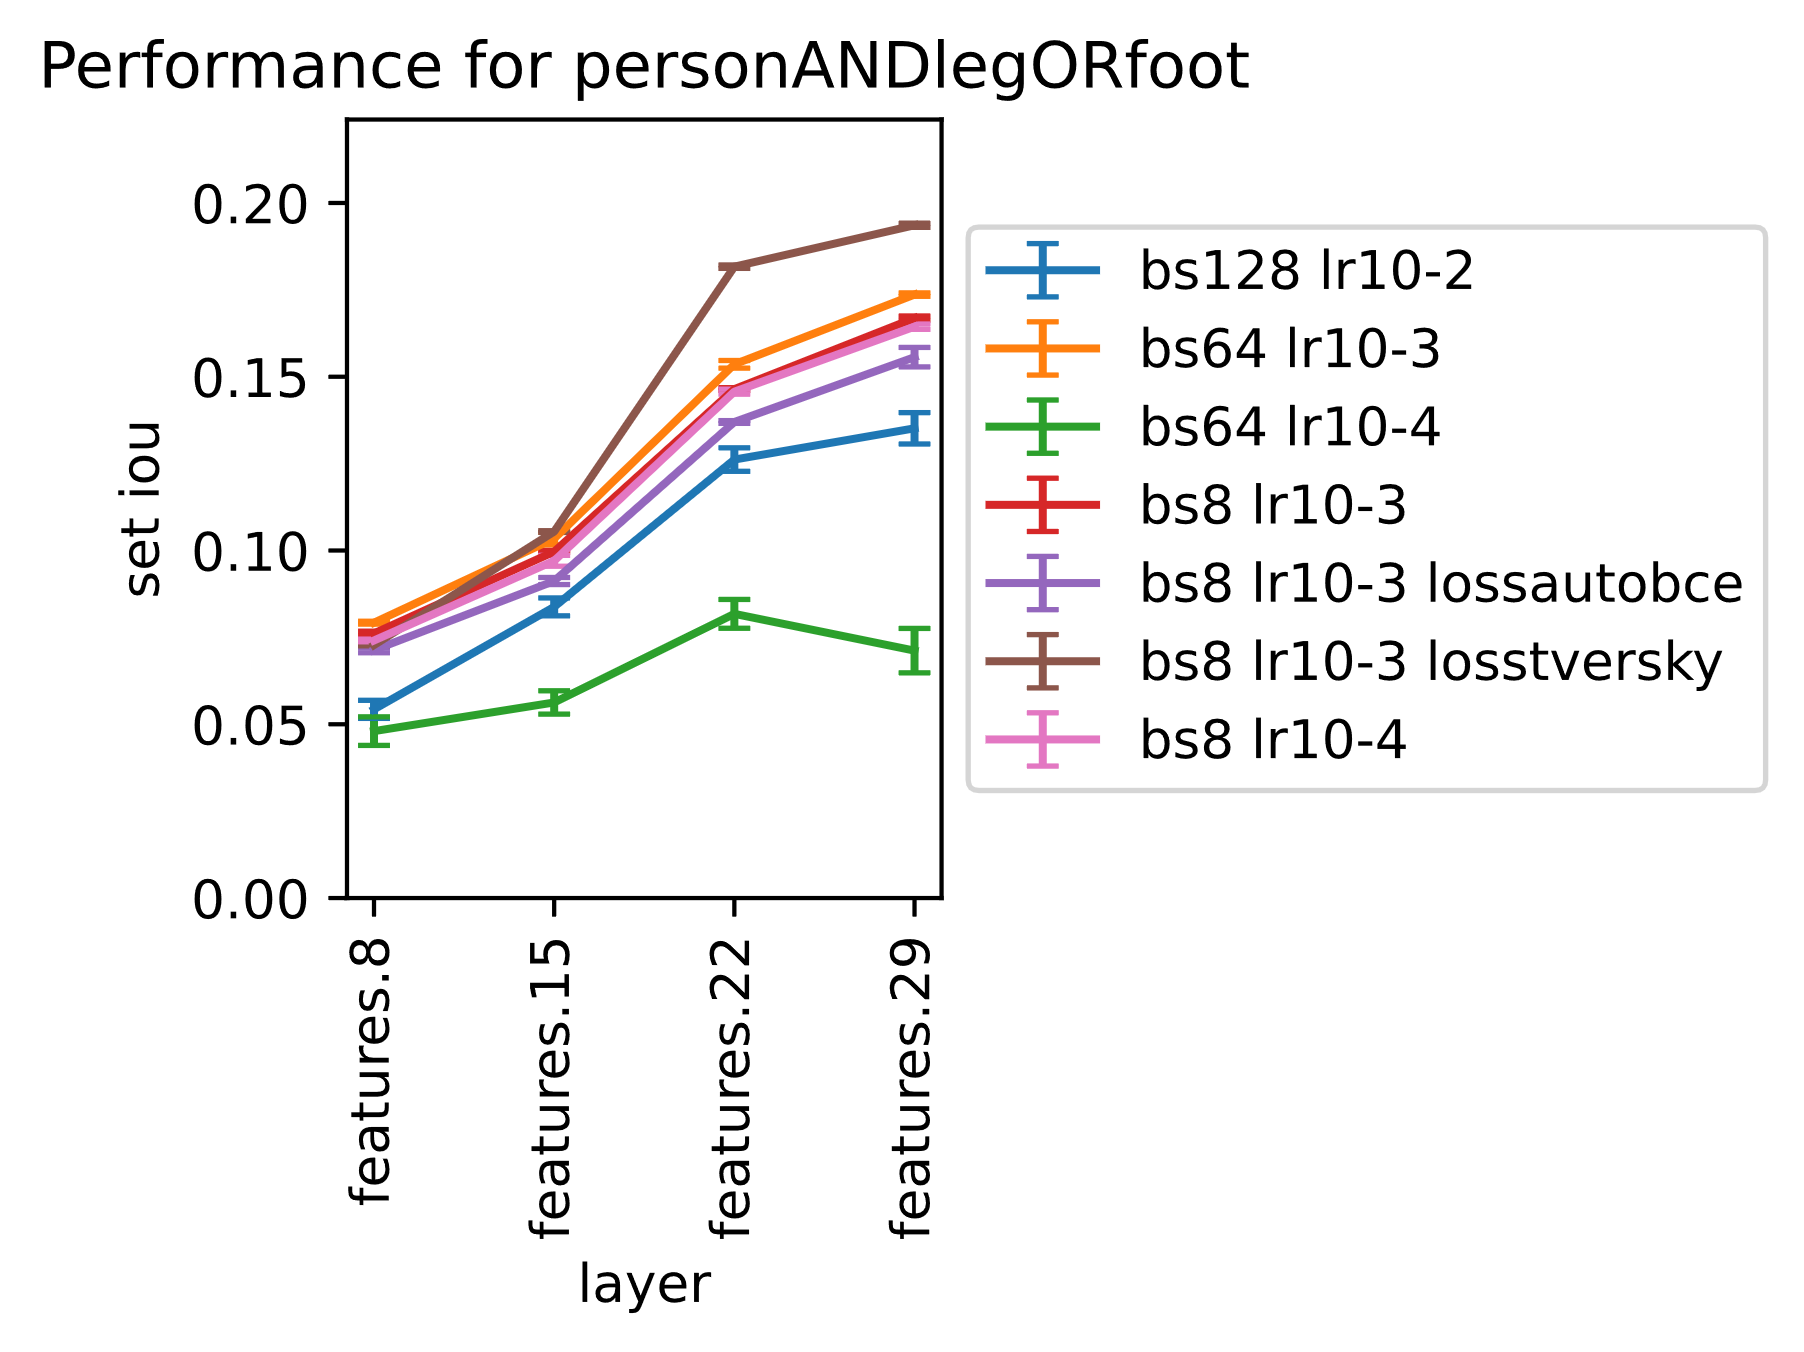 Performance for personANDlegORfoot
0.20
0.15
0.10
0.05
0.00
set iou
features.8
features.15
features.22
features.29
layer
bs128 lr10-2
bs64 lr10-3
bs64 lr10-4
bs8 lr10-3
bs8 lr10-3 lossautobce
bs8 lr10-3 losstversky
bs8 lr10-4